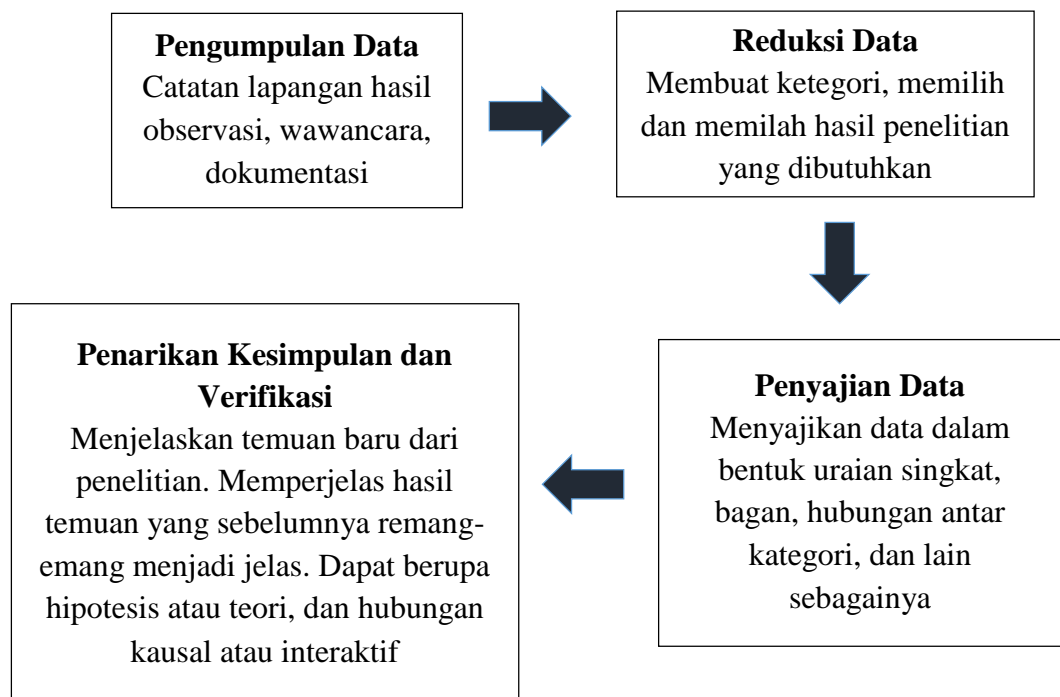 Pengumpulan Data
Catatan lapangan hasil
observasi, wawancara,
dokumentasi
Reduksi Data
Membuat ketegori, memilih
dan memilah hasil penelitian
yang dibutuhkan
Penyajian Data
Menyajikan data dalam
bentuk uraian singkat,
bagan, hubungan antar
kategori, dan lain
sebagainya
Penarikan Kesimpulan dan
Verifikasi
Menjelaskan temuan baru dari
penelitian. Memperjelas hasil
temuan yang sebelumnya remang-
emang menjadi jelas. Dapat berupa
hipotesis atau teori, dan hubungan
kausal atau interaktif